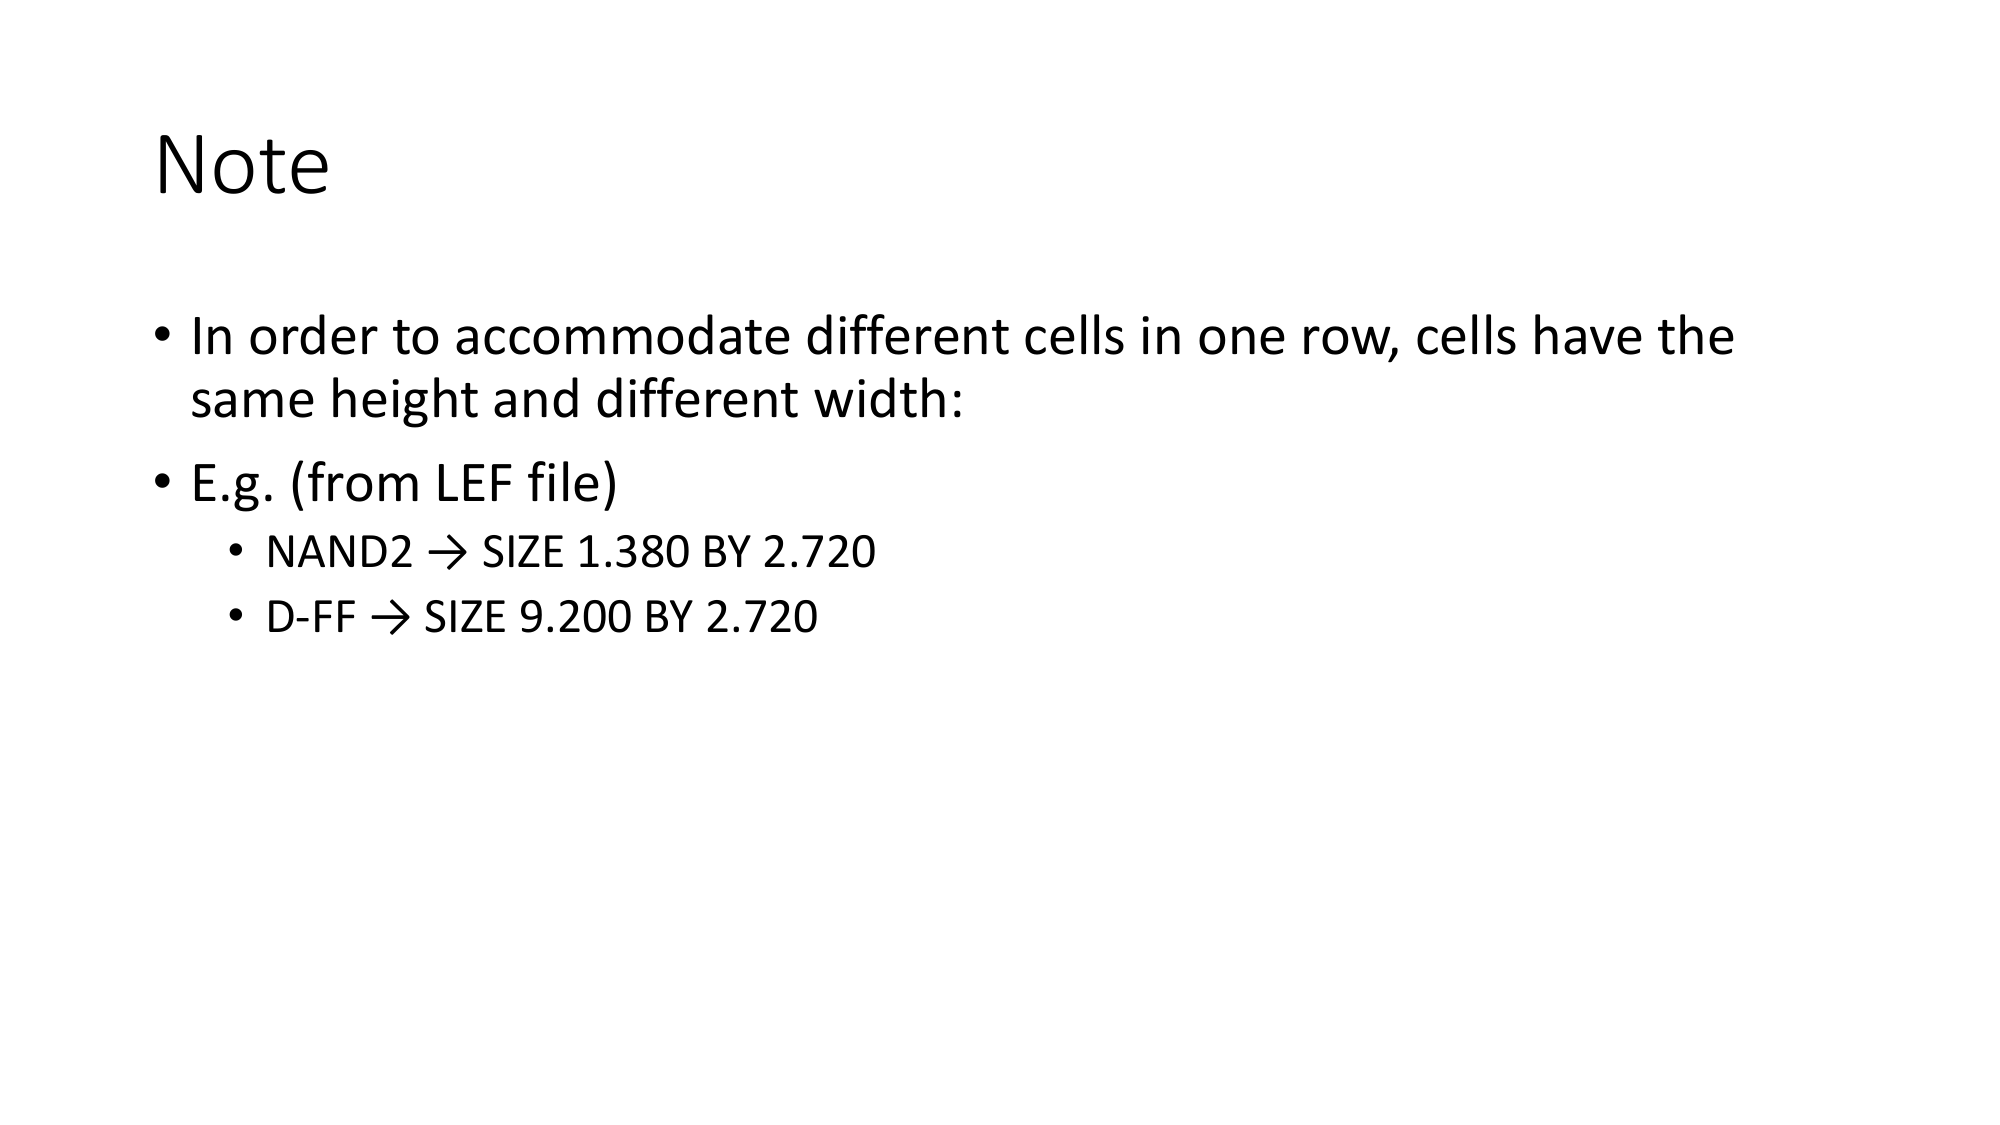 Note
• In order to accommodate different cells in one row, cells have the
same height and different width:
• E.g. (from LEF file)
• NAND2 → SIZE 1.380 BY 2.720
• D-FF → SIZE 9.200 BY 2.720